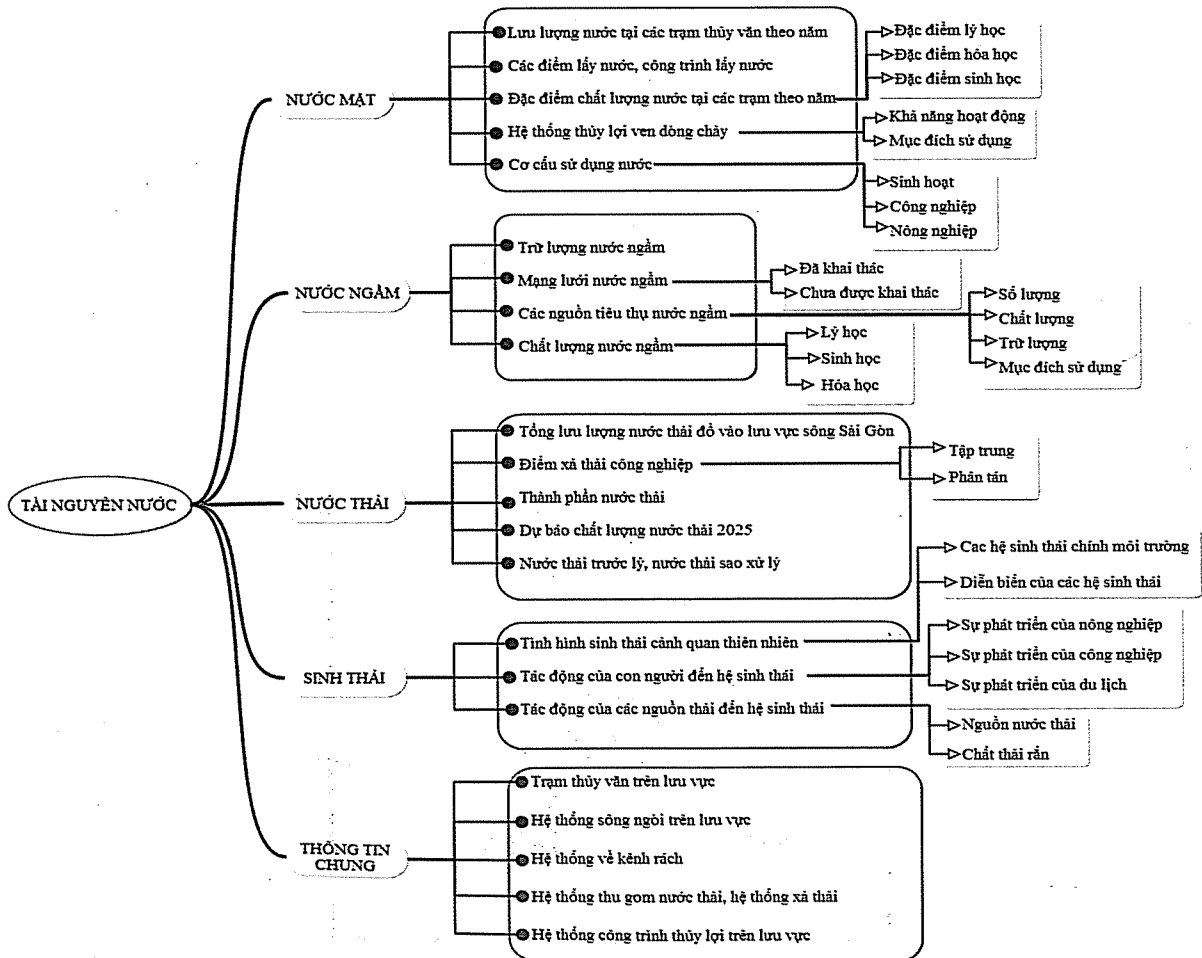 TÀI NGUYÊN NƯỚC
NƯỚC MẶT
Lưu lượng nước tại các trạm thủy văn theo năm
Các điểm lấy nước, công trình lấy nước
Đặc điểm chất lượng nước tại các trạm theo năm
Đặc điểm lý học
Đặc điểm hóa học
Đặc điểm sinh học
Hệ thống thủy lợi ven dòng chảy
Khả năng hoạt động
Mục đích sử dụng
Cơ cấu sử dụng nước
Sinh hoạt
Công nghiệp
Nông nghiệp
NƯỚC NGẦM
Trữ lượng nước ngầm
Mạng lưới nước ngầm
Đã khai thác
Chưa được khai thác
Các nguồn tiêu thụ nước ngầm
Số lượng
Chất lượng
Trữ lượng
Mục đích sử dụng
Chất lượng nước ngầm
Lý học
Sinh học
Hóa học
NƯỚC THẢI
Tổng lưu lượng nước thải đổ vào lưu vực sông Sài Gòn
Điểm xả thải công nghiệp
Tập trung
Phân tán
Thành phần nước thải
Dự báo chất lượng nước thải 2025
Nước thải trước lý, nước thải sao xử lý
SINH THÁI
Tình hình sinh thái cảnh quan thiên nhiên
Cac hệ sinh thái chính môi trường
Diễn biến của các hệ sinh thái
Tác động của con người đến hệ sinh thái
Sự phát triển của nông nghiệp
Sự phát triển của công nghiệp
Sự phát triển của du lịch
Tác động của các nguồn thải đến hệ sinh thái
Nguồn nước thải
Chất thải rắn
THÔNG TIN
CHUNG
Trạm thủy văn trên lưu vực
Hệ thống sông ngòi trên lưu vực
Hệ thống về kênh rạch
Hệ thống thu gom nước thải, hệ thống xả thải
Hệ thống công trình thủy lợi trên lưu vực